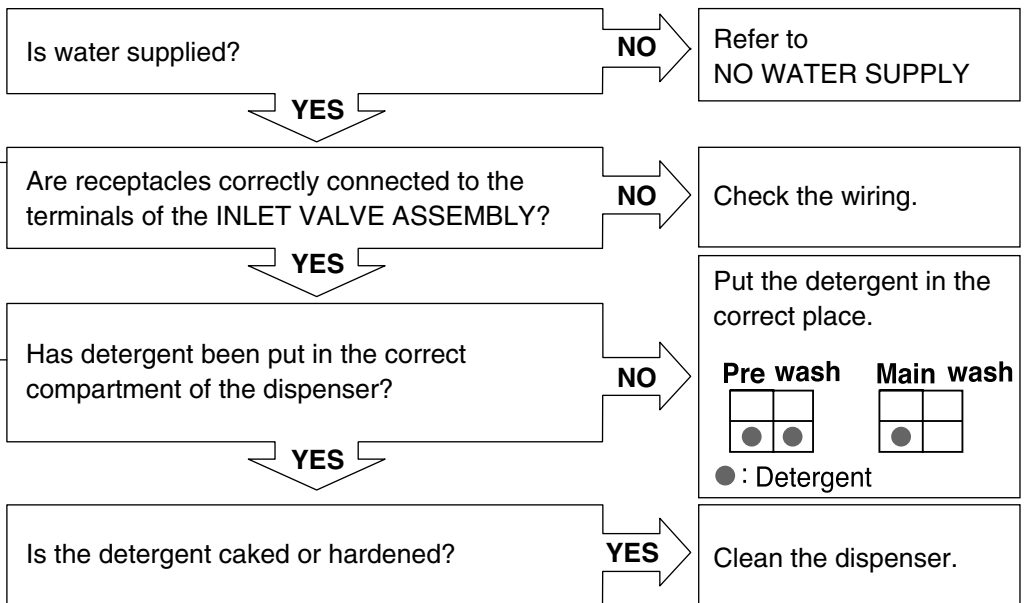 Is water supplied?
NO
Refer to
NO WATER SUPPLY
YES
Are receptacles correctly connected to the
terminals of the INLET VALVE ASSEMBLY?
NO
Check the wiring.
YES
Has detergent been put in the correct
compartment of the dispenser?
NO
Put the detergent in the
correct place.
Pre wash Main wash
: Detergent
YES
Is the detergent caked or hardened?
YES
Clean the dispenser.